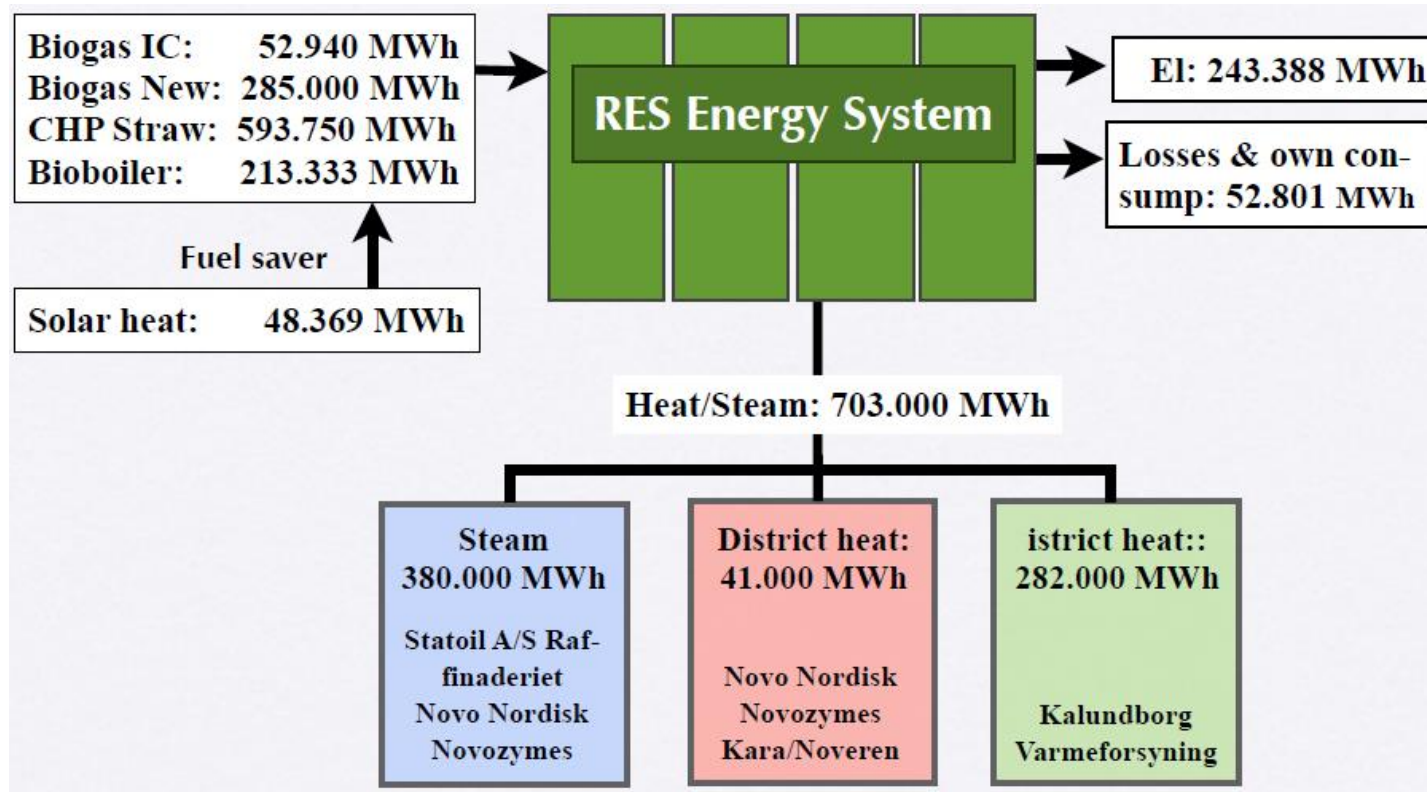 Biogas IC: 52.940 MWh
Biogas New: 285.000 MWh
CHP Straw: 593.750 MWh
Bioboiler: 213.333 MWh
Fuel saver
Solar heat: 48.369 MWh
RES Energy System
El: 243.388 MWh
Losses & own con-
sump: 52.801 MWh
Heat/Steam: 703.000 MWh
Steam
380.000 MWh
Statoil A/S Raf-
finaderiet
Novo Nordisk
Novozymes
District heat:
41.000 MWh
Novo Nordisk
Novozymes
Kara/Noveren
istrict heat::
282.000 MWh
Kalundborg
Varmeforsyning